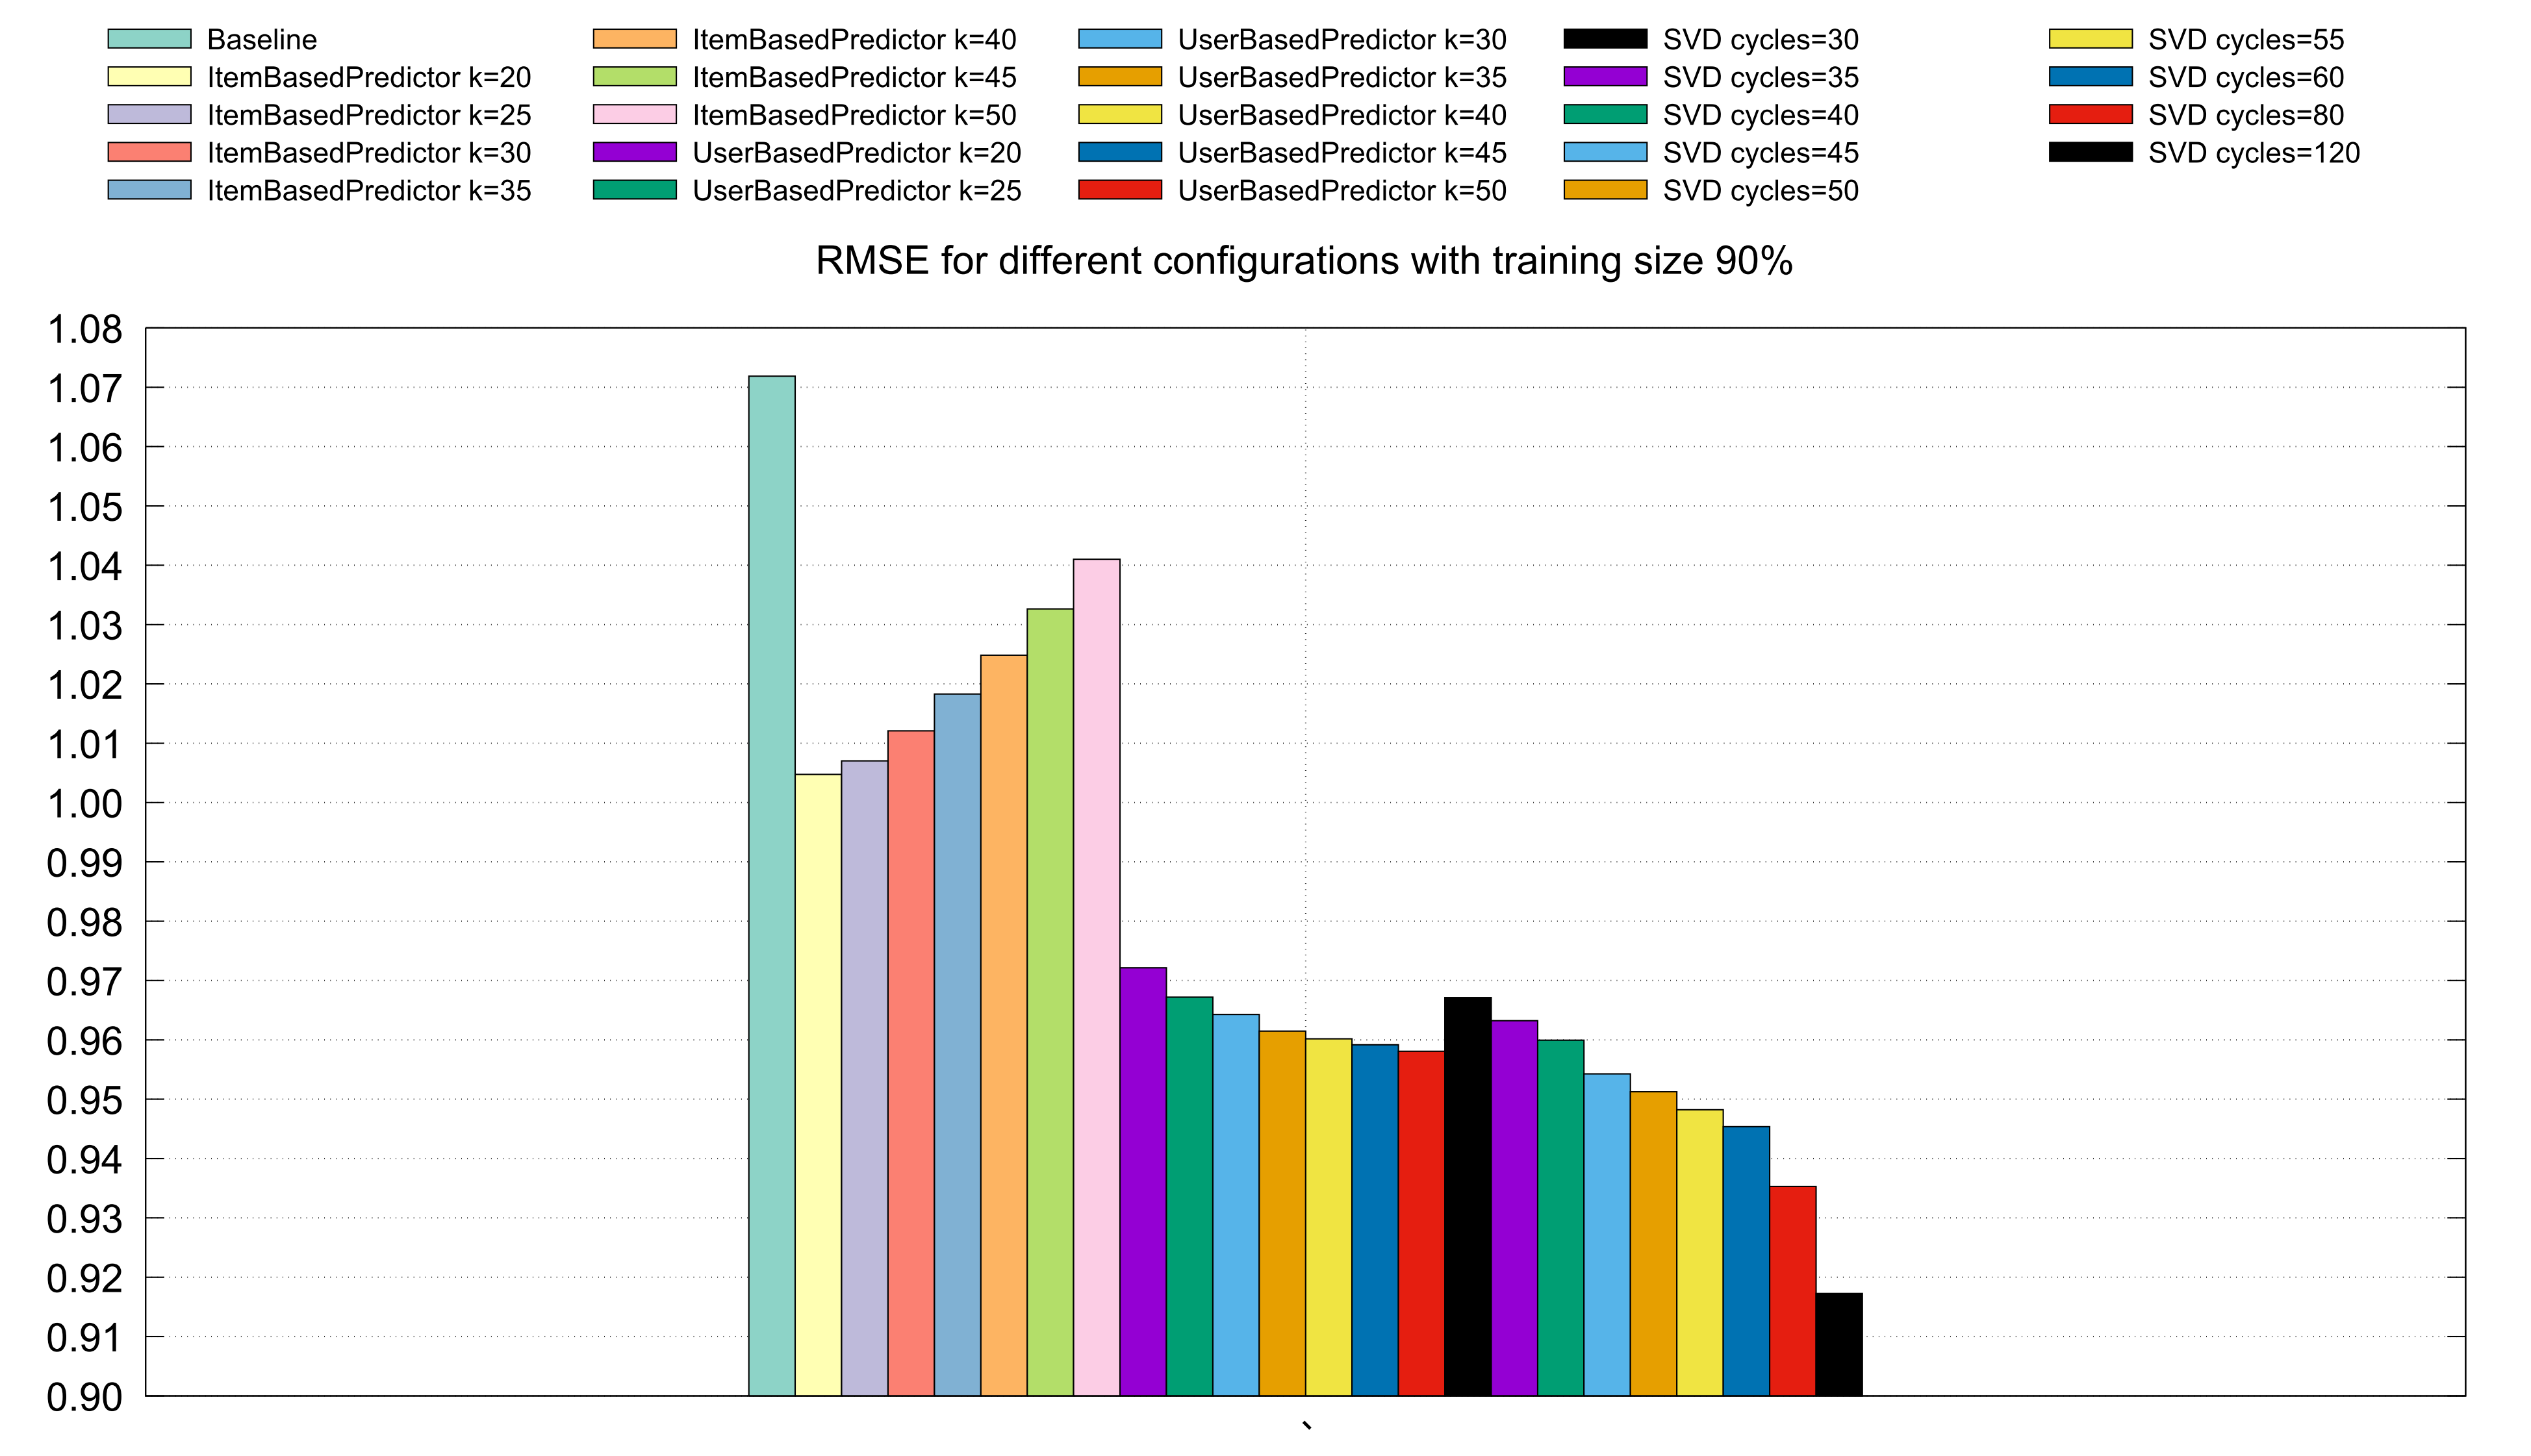 Baseline
ItemBasedPredictor k=20
ItemBasedPredictor k=25
ItemBasedPredictor k=30
ItemBasedPredictor k=35
ItemBasedPredictor k=40
ItemBasedPredictor k=45
ItemBasedPredictor k=50
UserBasedPredictor k=20
UserBasedPredictor k=25
UserBasedPredictor k=30
UserBasedPredictor k=35
UserBasedPredictor k=40
UserBasedPredictor k=45
UserBasedPredictor k=50
SVD cycles=30
SVD cycles=35
SVD cycles=40
SVD cycles=45
SVD cycles=50
SVD cycles=55
SVD cycles=60
SVD cycles=80
SVD cycles=120
RMSE for different configurations with training size 90%
1.08
1.07
1.06
1.05
1.04
1.03
1.02
1.01
1.00
0.99
0.98
0.97
0.96
0.95
0.94
0.93
0.92
0.91
0.90